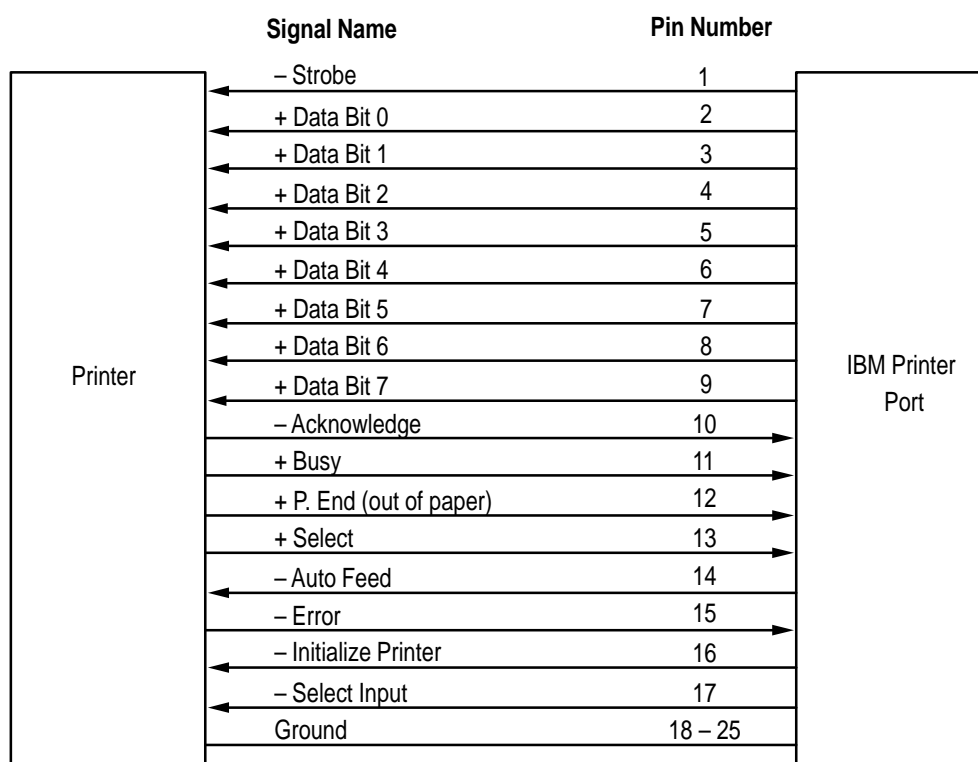 Signal Name Pin Number
– Strobe 1
+ Data Bit 0 2
+ Data Bit 1 3
+ Data Bit 2 4
+ Data Bit 3 5
+ Data Bit 4 6
+ Data Bit 5 7
+ Data Bit 6 8
+ Data Bit 7 9
Printer
IBM Printer
Port
– Acknowledge 10
+ Busy 11
+ P. End (out of paper) 12
+ Select 13
– Auto Feed 14
– Error 15
– Initialize Printer 16
– Select Input 17
Ground 18 – 25